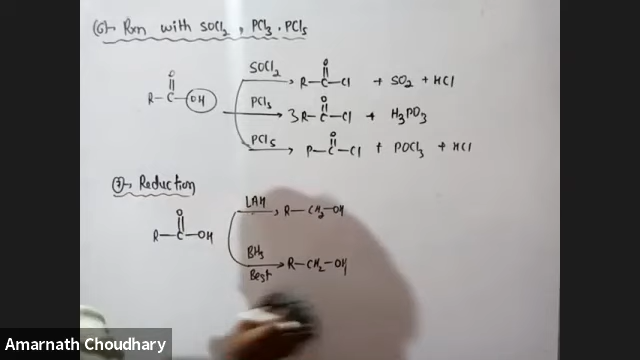 (6)→ Rxn with SOCl2 , PCl3 . PCl5
O
SOCl2 → R—C—Cl + SO2 + HCl
O
R—C—OH
O
PCl3 → 3R—C—Cl + H3PO3
O
PCl5 → R—C—Cl + POCl3 + HCl
(7)→ Reduction
O
R—C—OH
LAH → R—CH2—OH
BH3 → R—CH2—OH
Best
Amarnath Choudhary